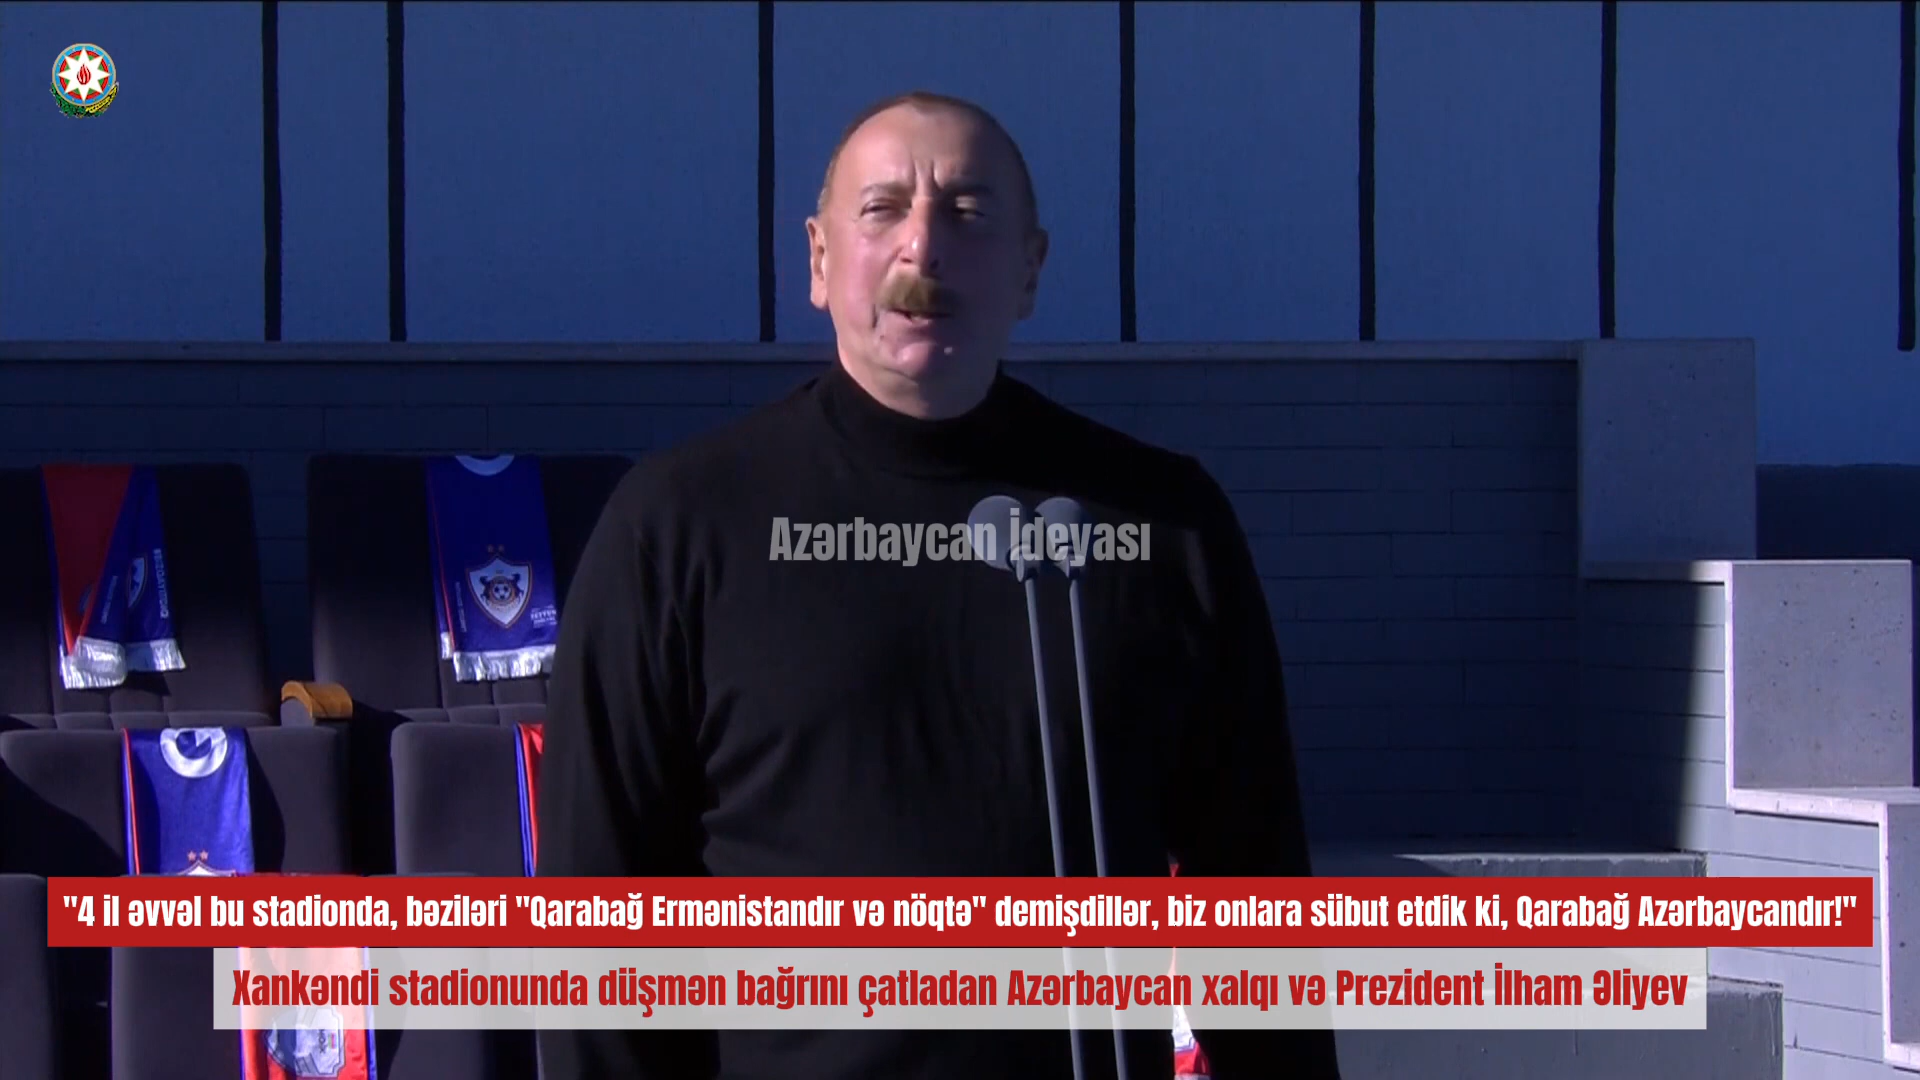 Azərbaycan İdeyası
"4 il əvvəl bu stadionda, bəziləri "Qarabağ Ermənistandır və nöqtə" demişdillər, biz onlara sübut etdik ki, Qarabağ Azərbaycandır!"
Xankəndi stadionunda düşmən bağrını çatladan Azərbaycan xalqı və Prezident İlham Əliyev